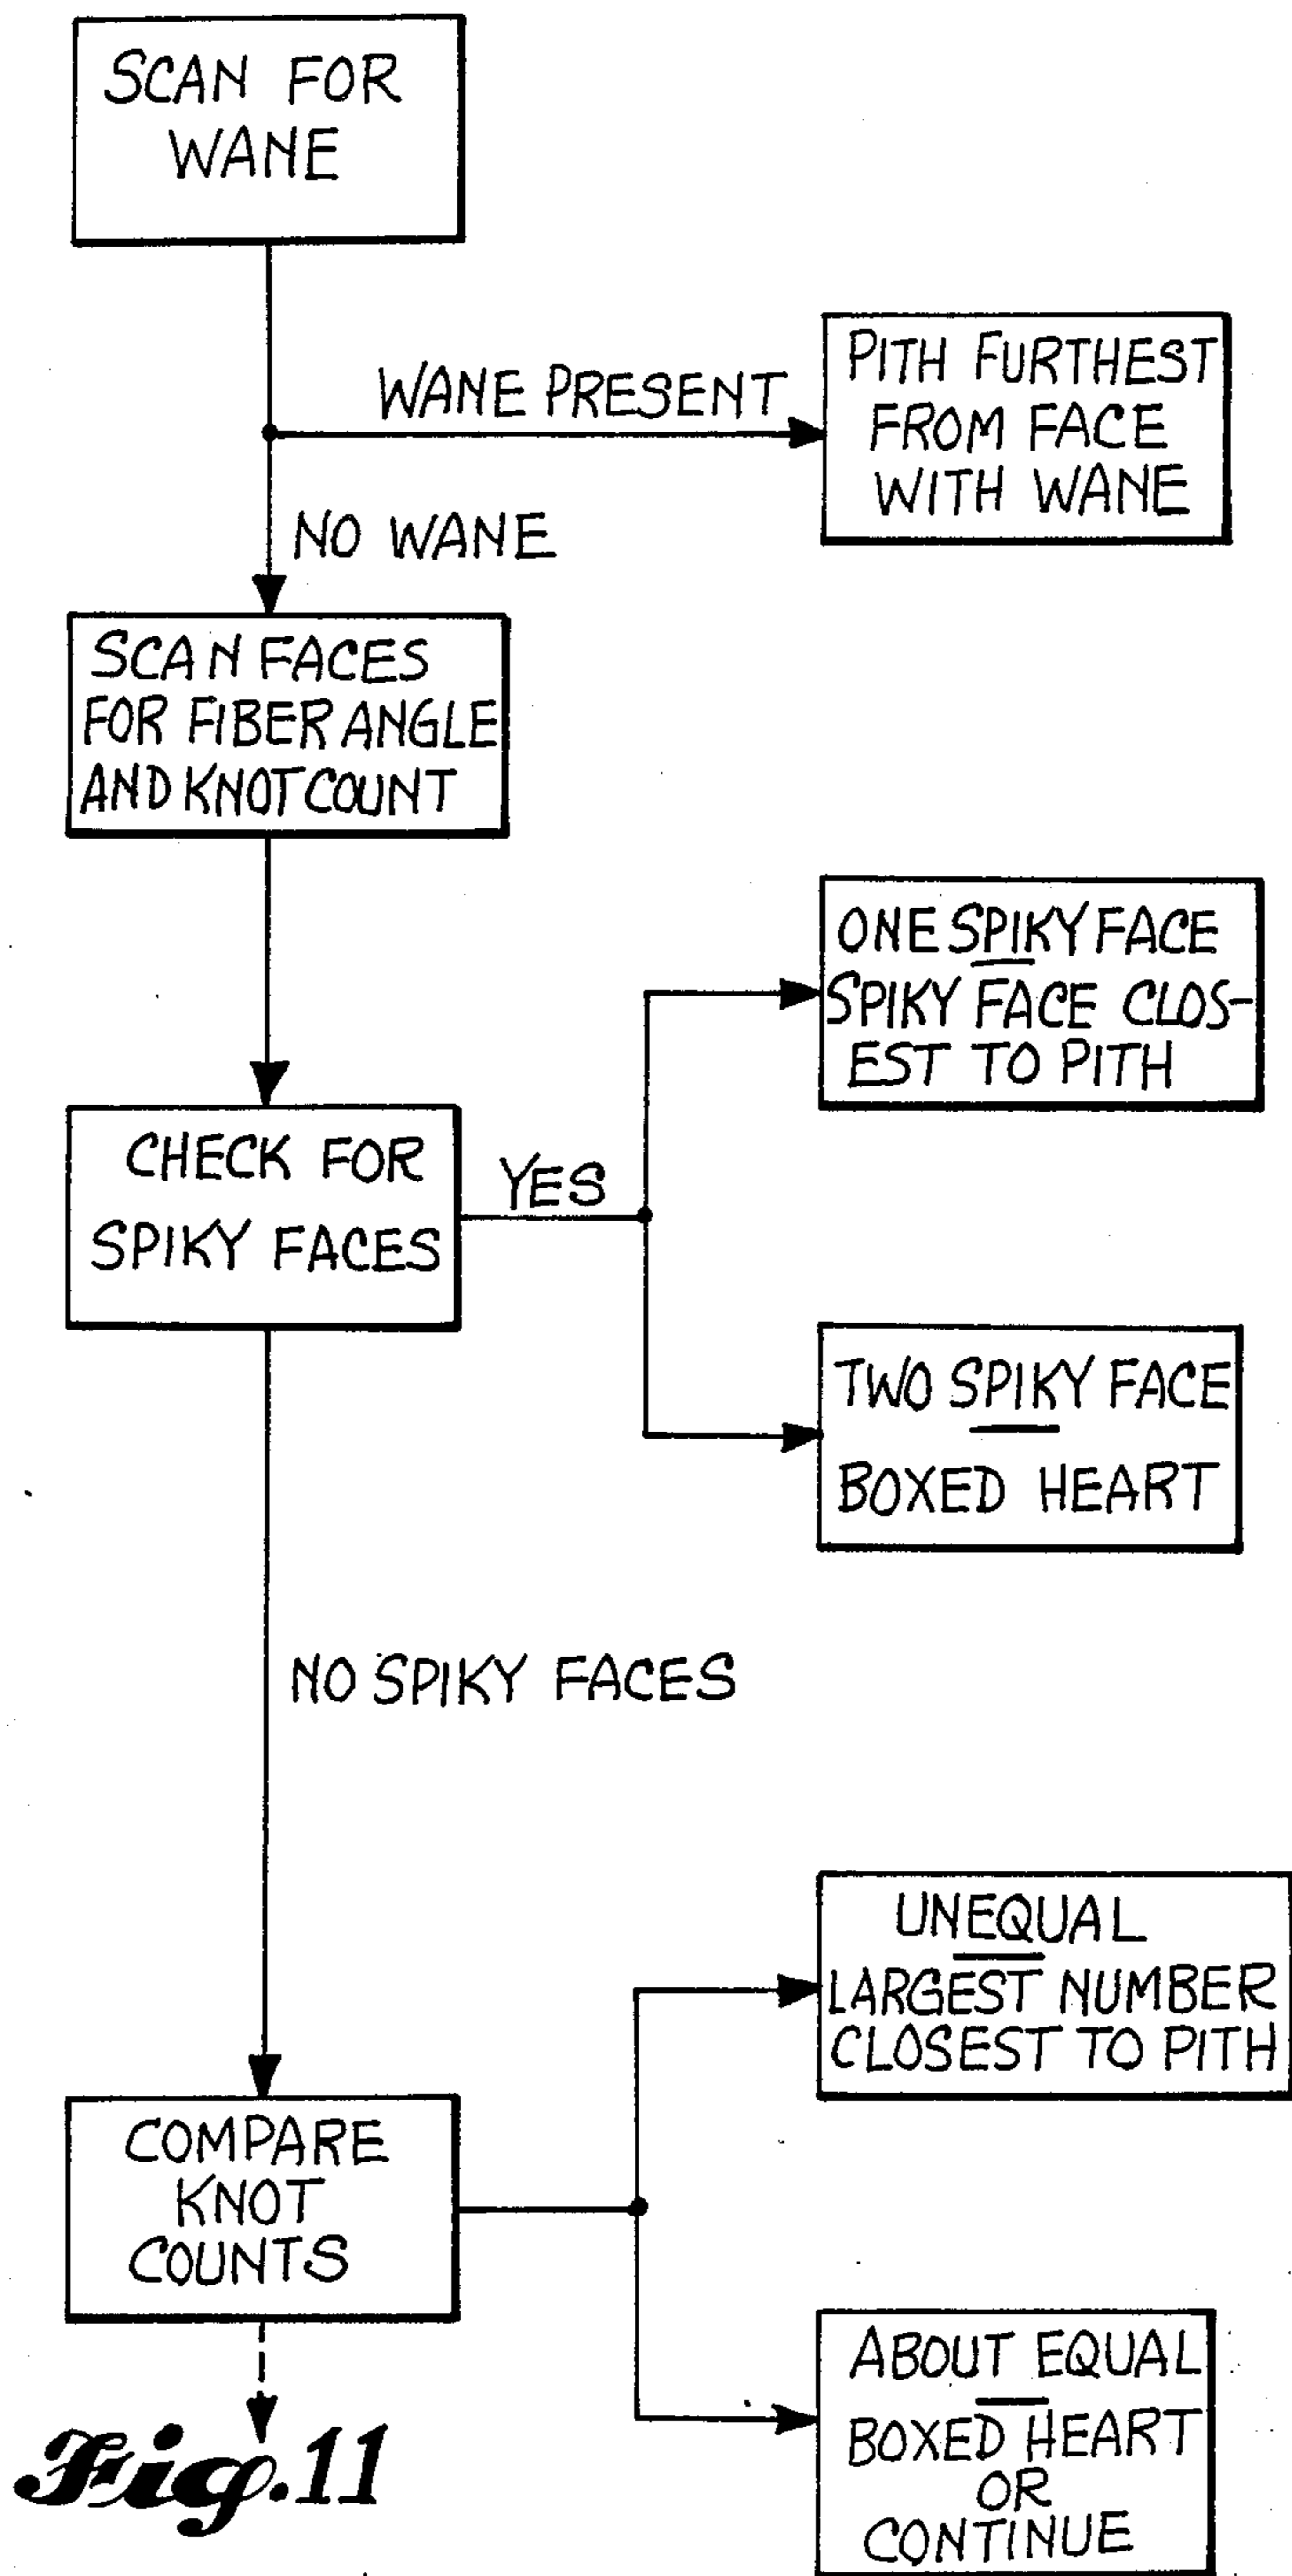 SCAN FOR
WANE
WANE PRESENT
PITH FURTHEST
FROM FACE
WITH WANE
NO WANE
SCAN FACES
FOR FIBER ANGLE
AND KNOT COUNT
ONE SPIKY FACE
SPIKY FACE CLOS-
EST TO PITH
CHECK FOR
SPIKY FACES
YES
TWO SPIKY FACE
BOXED HEART
NO SPIKY FACES
UNEQUAL
LARGEST NUMBER
CLOSEST TO PITH
COMPARE
KNOT
COUNTS
ABOUT EQUAL
BOXED HEART
OR
CONTINUE
Fig. 11